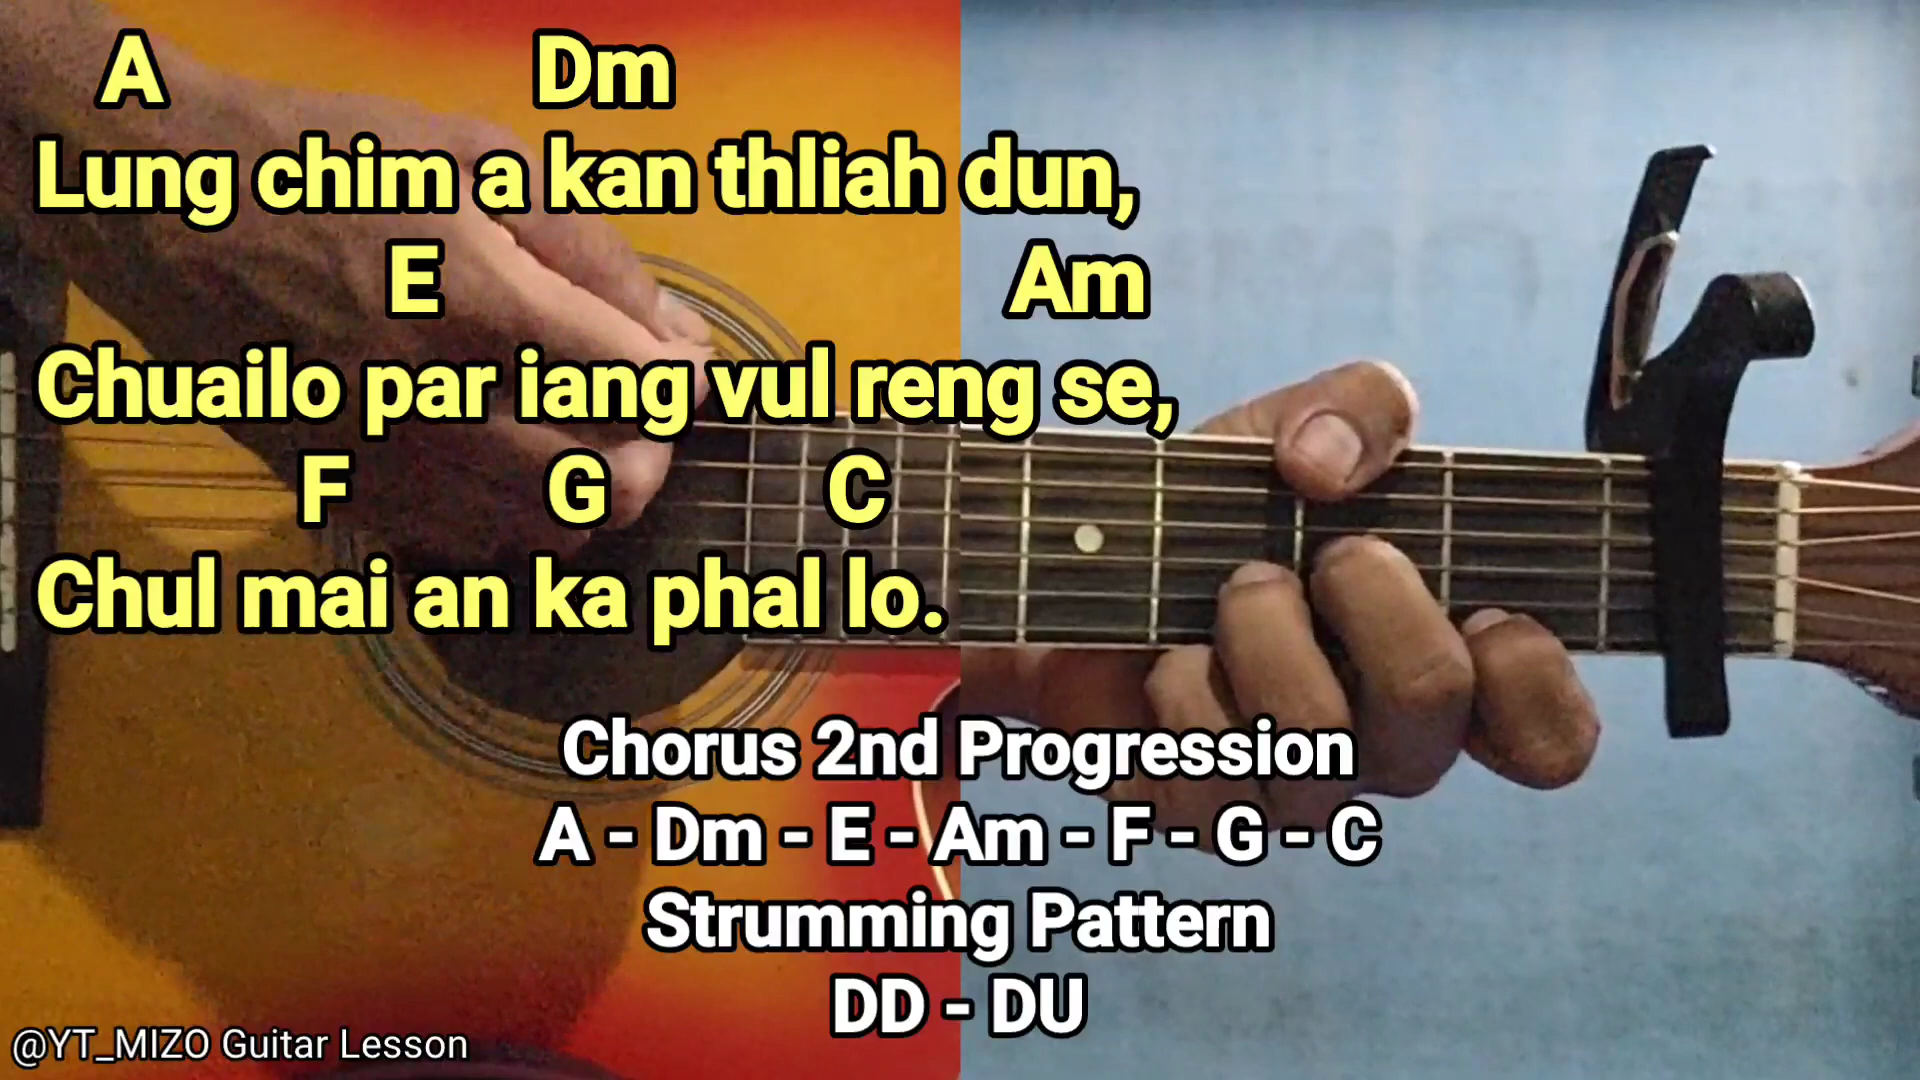 A Dm
Lung chim a kan thliah dun,
E Am
Chuailo par iang vul reng se,
F G C
Chul mai an ka phal lo.
Chorus 2nd Progression
A - Dm - E - Am - F - G - C
Strumming Pattern
DD - DU
@YT_MIZO Guitar Lesson